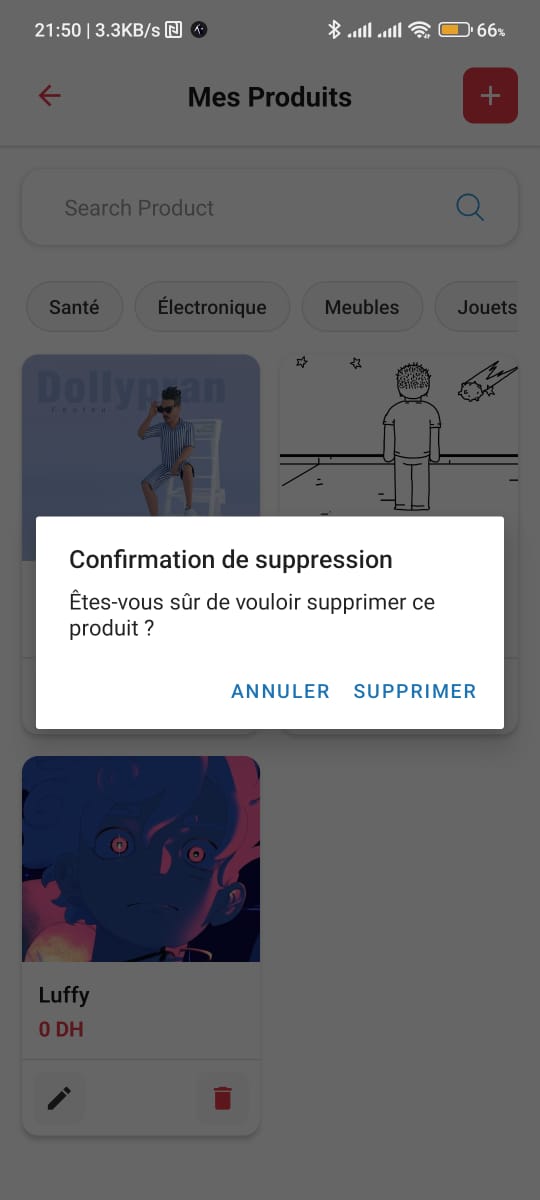 21:50 | 3.3KB/s
66%
Mes Produits
Search Product
Santé
Électronique
Meubles
Jouets
Dollypran
Confirmation de suppression
Êtes-vous sûr de vouloir supprimer ce
produit ?
ANNULER
SUPPRIMER
Luffy
0 DH